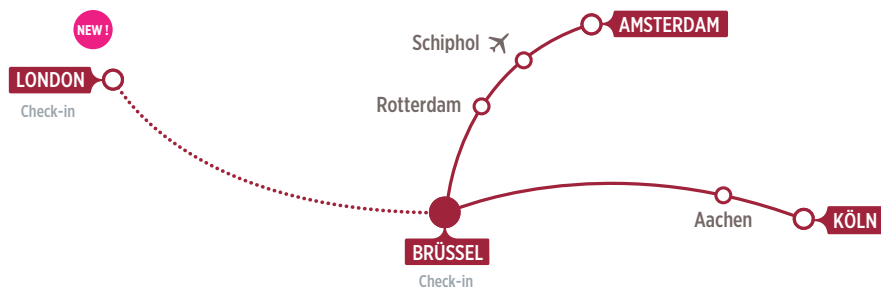 NEW !
LONDON
Check-in
AMSTERDAM
Schiphol
Rotterdam
Aachen
KÖLN
BRÜSSEL
Check-in